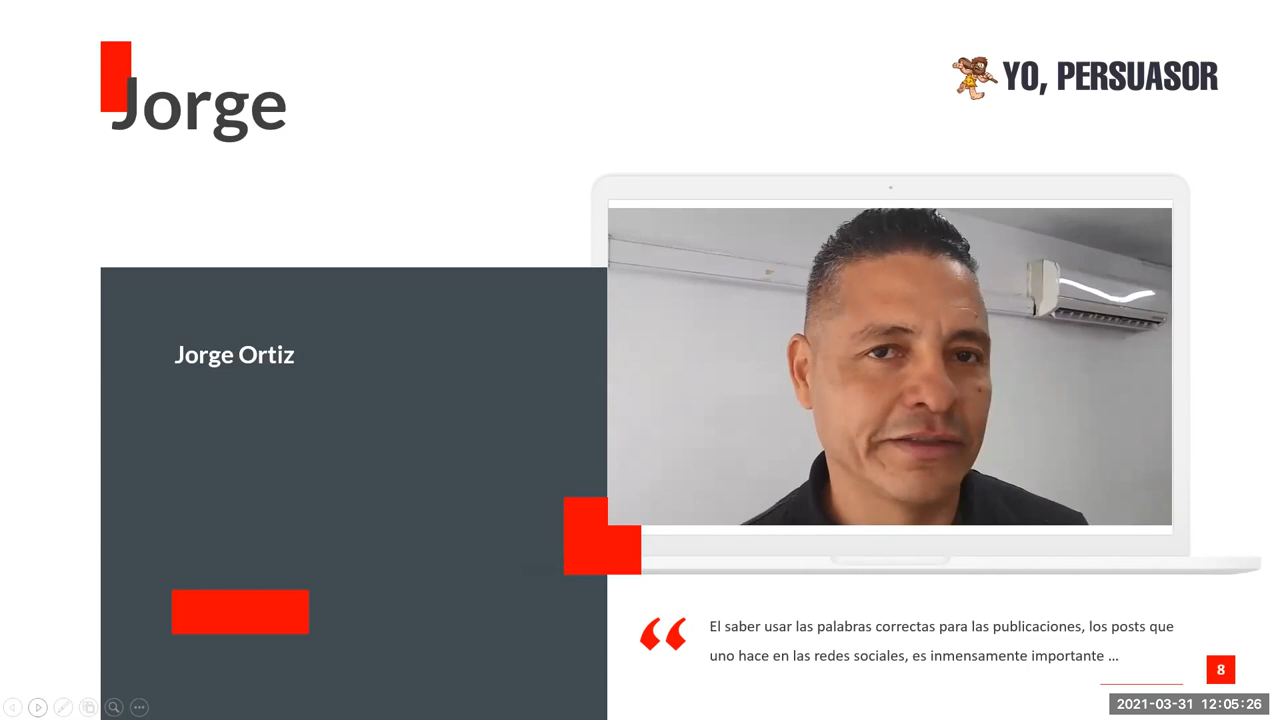 Jorge
YO, PERSUASOR
Jorge Ortiz
“
El saber usar las palabras correctas para las publicaciones, los posts que
uno hace en las redes sociales, es inmensamente importante ...
8
2021-03-31 12:05:26